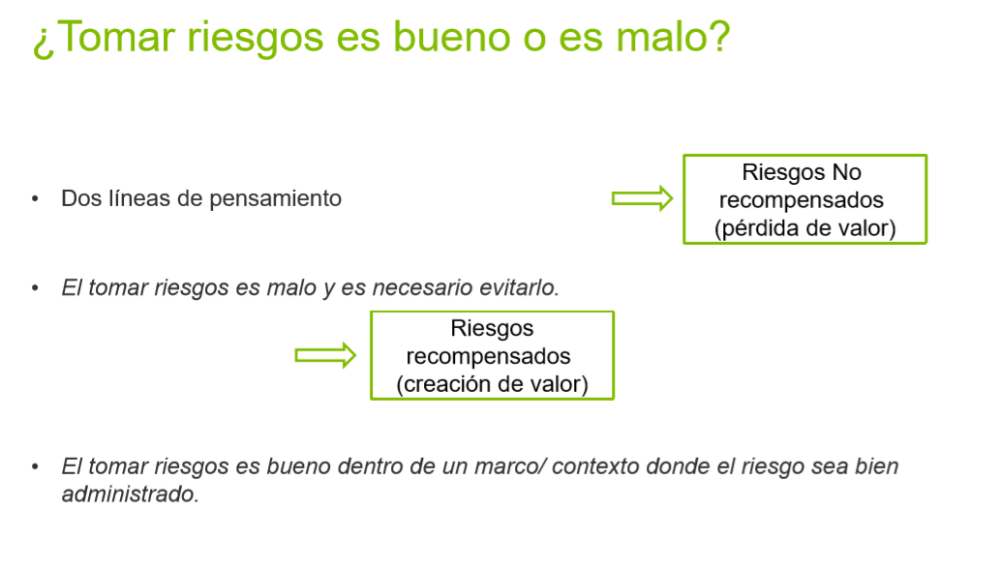 ¿Tomar riesgos es bueno o es malo?
• Dos líneas de pensamiento
Riesgos No
recompensados
(pérdida de valor)
• El tomar riesgos es malo y es necesario evitarlo.
Riesgos
recompensados
(creación de valor)
• El tomar riesgos es bueno dentro de un marco/ contexto donde el riesgo sea bien
administrado.